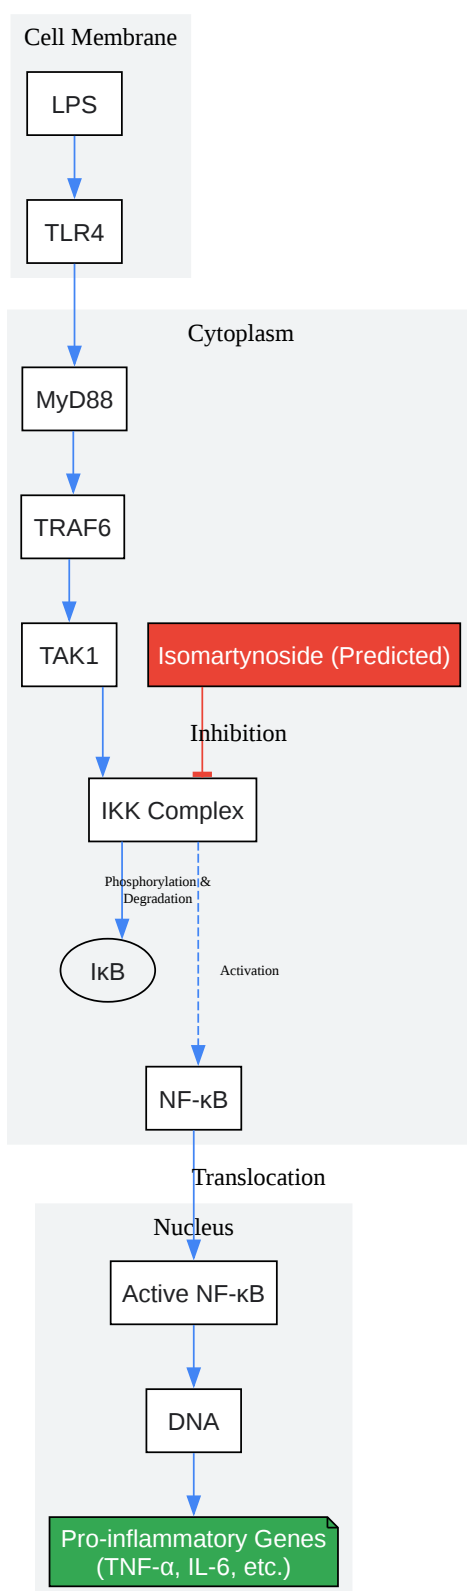 Cell Membrane
LPS
TLR4
Cytoplasm
MyD88
TRAF6
TAK1
Isomartynoside (Predicted)
Inhibition
IKK Complex
Phosphorylation &
Degradation
IκB
Activation
NF-κB
Translocation
Nucleus
Active NF-κB
DNA
Pro-inflammatory Genes
(TNF-α, IL-6, etc.)